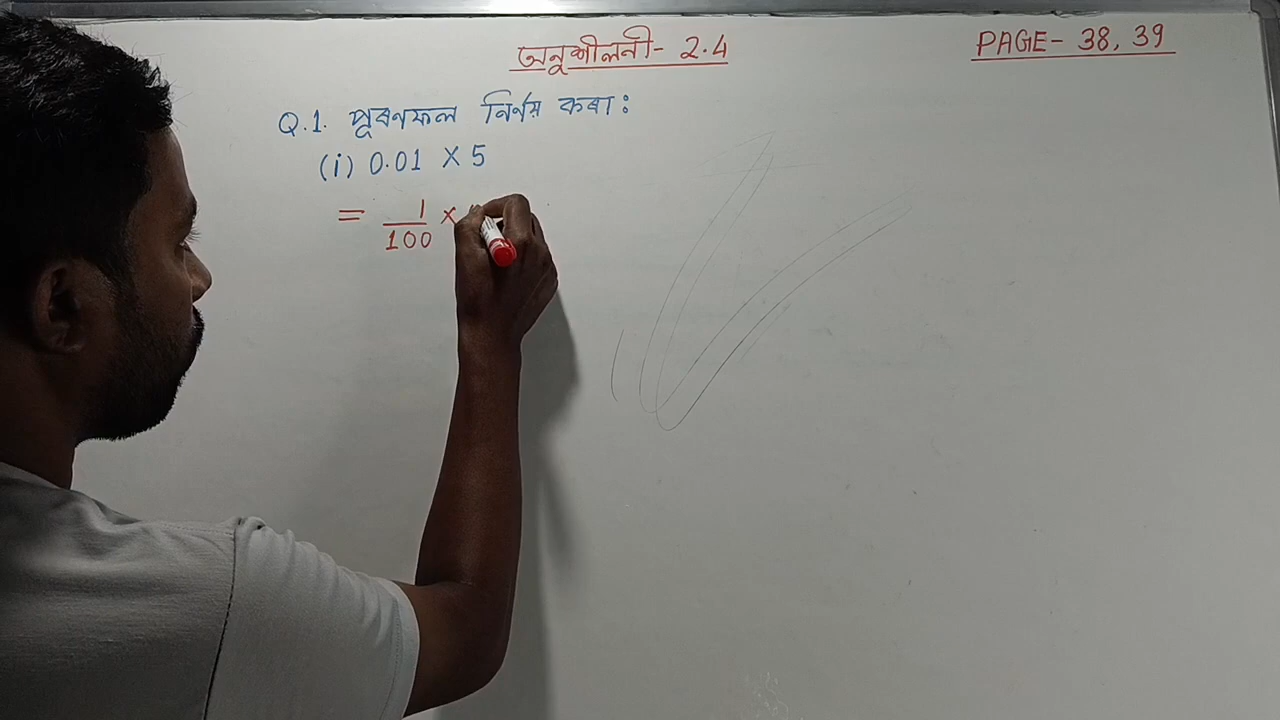 অনুশীলনী- 2.4
PAGE- 38, 39
Q.1. পূৰণফল নিৰ্ণয় কৰা :
(i) 0.01 X 5
= 1/100 ×